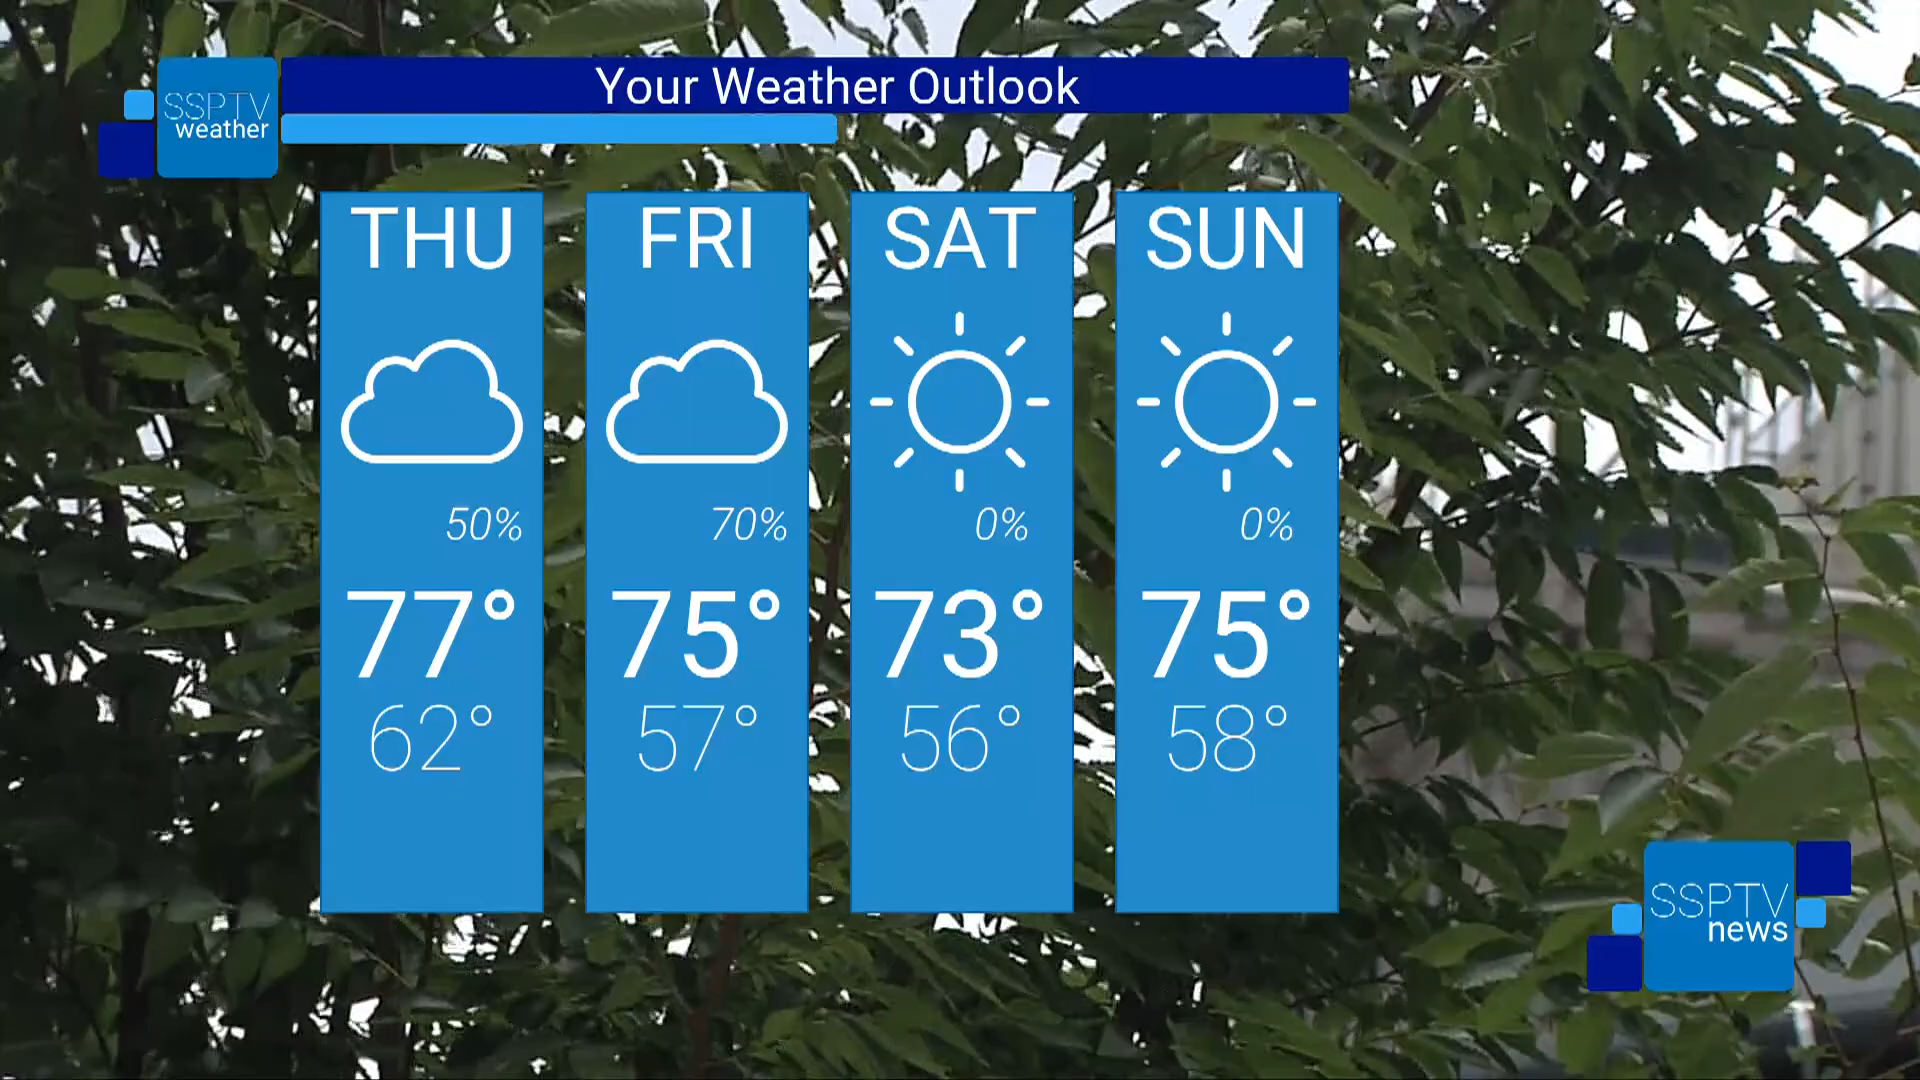 SSPTV
weather
Your Weather Outlook
THU
FRI
SAT
SUN
50%
70%
0%
0%
77°
75°
73°
75°
62°
57°
56°
58°
SSPTV
news